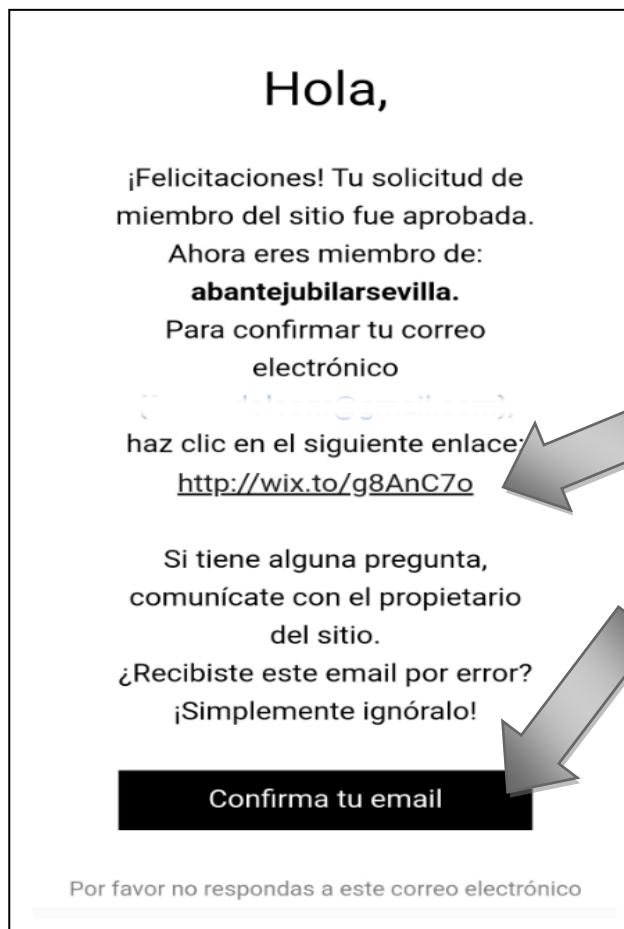 Hola,
¡Felicitaciones! Tu solicitud de
miembro del sitio fue aprobada.
Ahora eres miembro de:
abantejubilarsevilla.
Para confirmar tu correo
electrónico
haz clic en el siguiente enlace:
http://wix.to/g8AnC7o
Si tiene alguna pregunta,
comunícate con el propietario
del sitio.
¿Recibiste este email por error?
¡Simplemente ignóralo!
Confirma tu email
Por favor no respondas a este correo electrónico